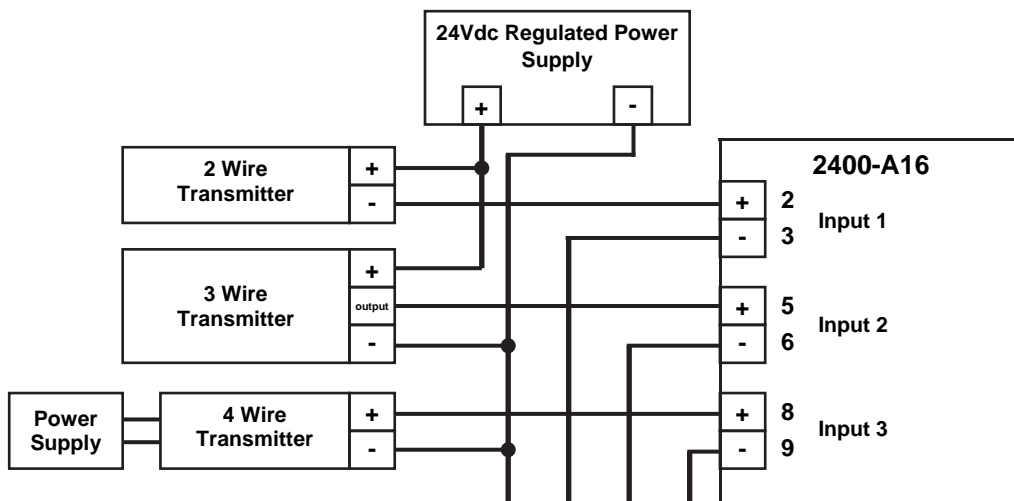 24Vdc Regulated Power
Supply
+ -
2 Wire
Transmitter
+
-
3 Wire
Transmitter
+
output
-
Power
Supply
4 Wire
Transmitter
+
-
2400-A16
+ 2
- 3
Input 1
+ 5
- 6
Input 2
+ 8
- 9
Input 3